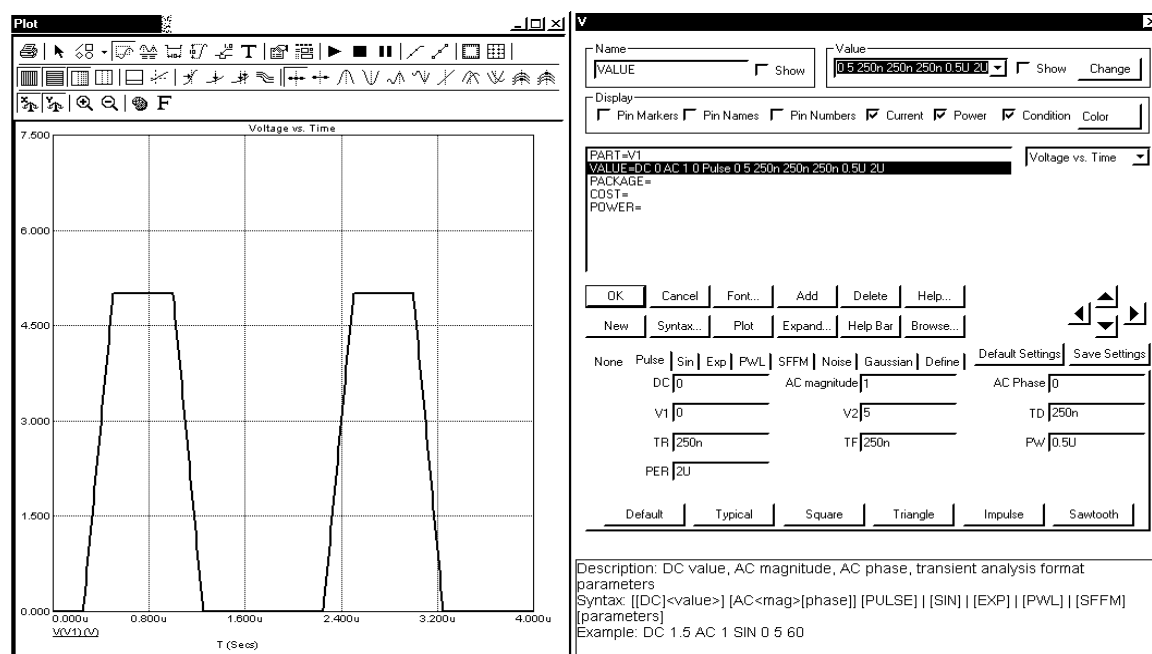 Plot
T
F
Voltage vs. Time
7.500
6.000
4.500
3.000
1.500
0.000
0.000u 0.800u 1.600u 2.400u 3.200u 4.000u
V(V1) (V)
T (Secs)
V
Name
VALUE
Show
Value
0 5 250n 250n 250n 0.5U 2U
Show
Change
Display
Pin Markers Pin Names Pin Numbers Current Power Condition Color
PART=V1
VALUE=DC 0 AC 1 0 Pulse 0 5 250n 250n 250n 0.5U 2U
PACKAGE=
COST=
POWER=
Voltage vs. Time
OK Cancel Font... Add Delete Help...
New Syntax... Plot Expand... Help Bar Browse...
None Pulse Sin Exp PWL SFFM Noise Gaussian Define Default Settings Save Settings
DC 0 AC magnitude 1 AC Phase 0
V1 0 V2 5 TD 250n
TR 250n TF 250n PW 0.5U
PER 2U
Default Typical Square Triangle Impulse Sawtooth
Description: DC value, AC magnitude, AC phase, transient analysis format
parameters
Syntax: [[DC]<value>] [AC<mag>[phase]] [PULSE] | [SIN] | [EXP] | [PWL] | [SFFM]
[parameters]
Example: DC 1.5 AC 1 SIN 0 5 60